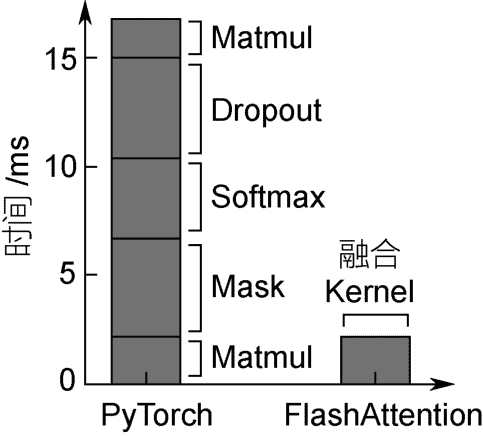 Matmul
15
Dropout
10
Softmax
时间 /ms
融合
Kernel
5
Mask
Matmul
0
PyTorch
FlashAttention